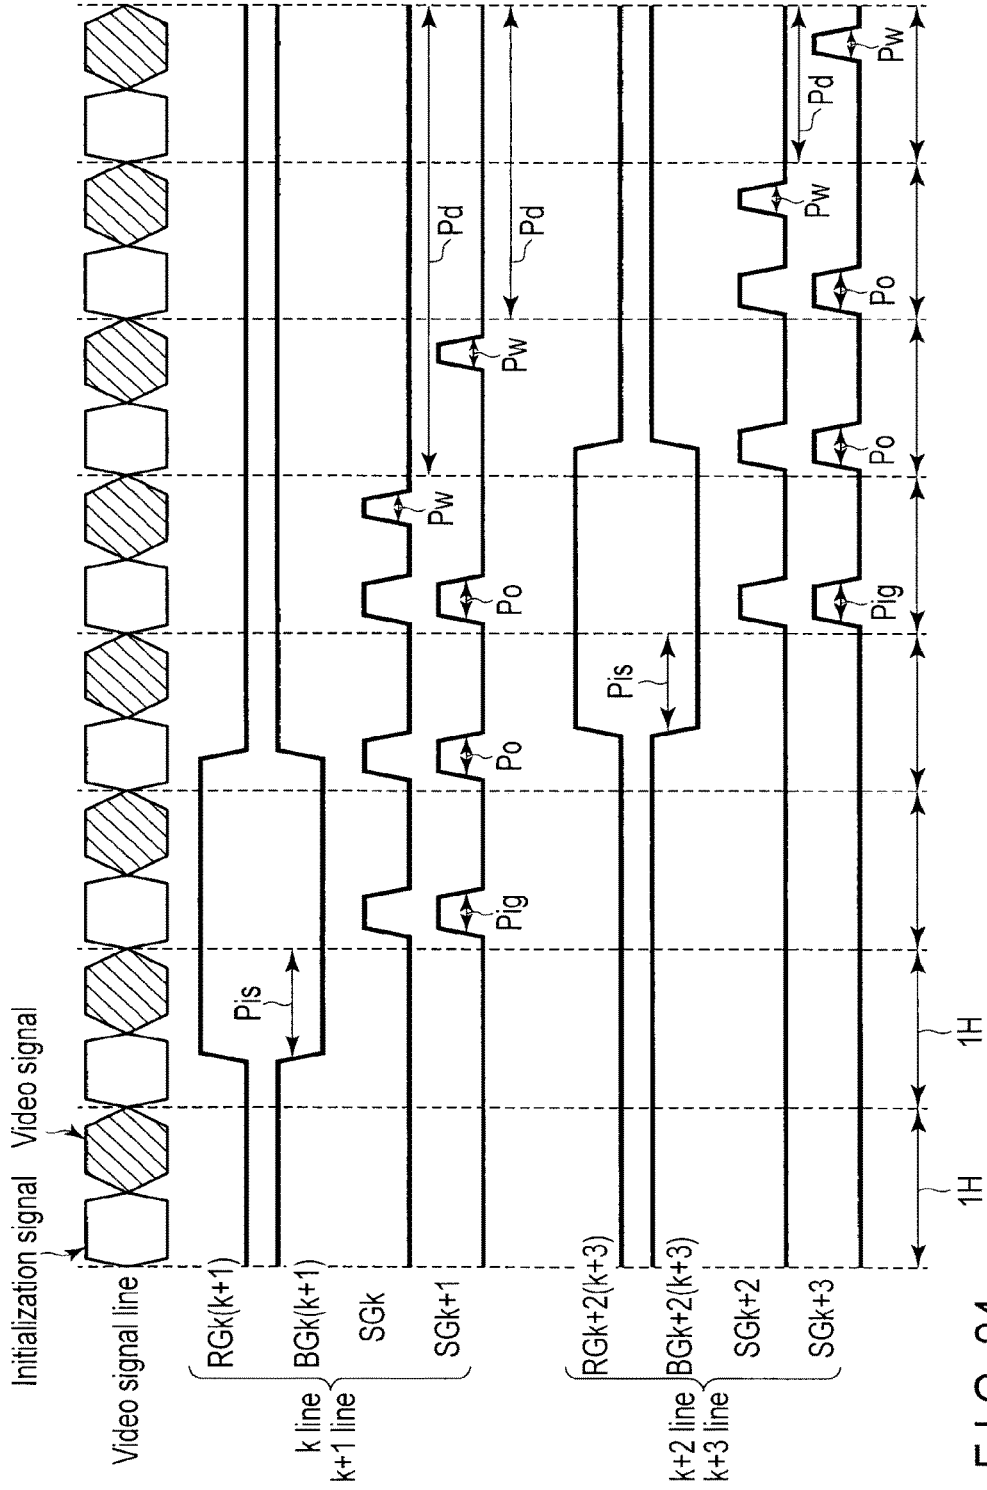 Initialization signal
Video signal
Video signal line
RGk(k+1)
Pis
BGk(k+1)
k line
k+1 line
SGk
Pw
Pd
SGk+1
Pig
Po
Po
Pw
Pd
RGk+2(k+3)
Pis
BGk+2(k+3)
k+2 line
k+3 line
SGk+2
Pw
Pd
SGk+3
Pig
Po
Po
Pw
1H
1H